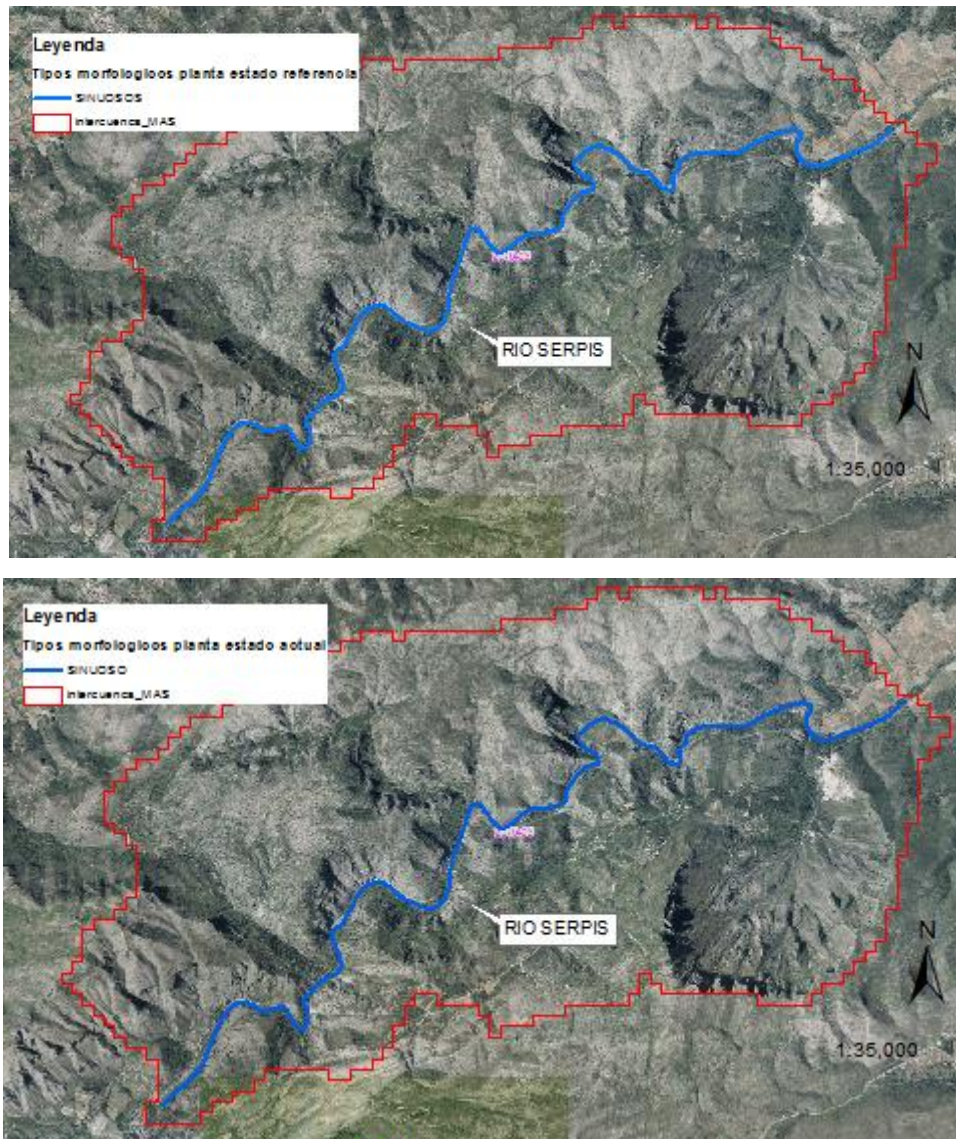 Leyenda
Tipos morfologicos planta estado referencia
SINUOSOS
Intercuenca_MAS
RIO SERPIS
N
1:35,000
Leyenda
Tipos morfologicos planta estado actual
SINUOSO
Intercuenca_MAS
RIO SERPIS
N
1:35,000